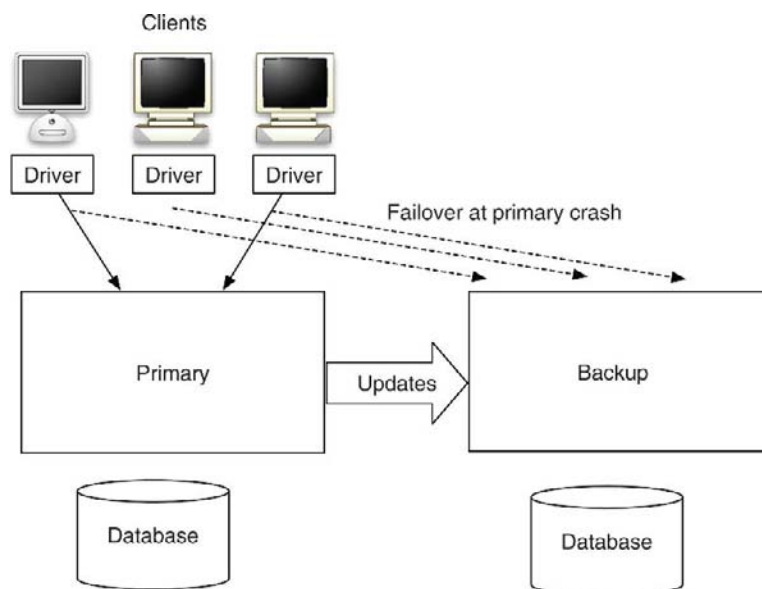 Clients
Driver
Driver
Driver
Failover at primary crash
Primary
Updates
Backup
Database
Database